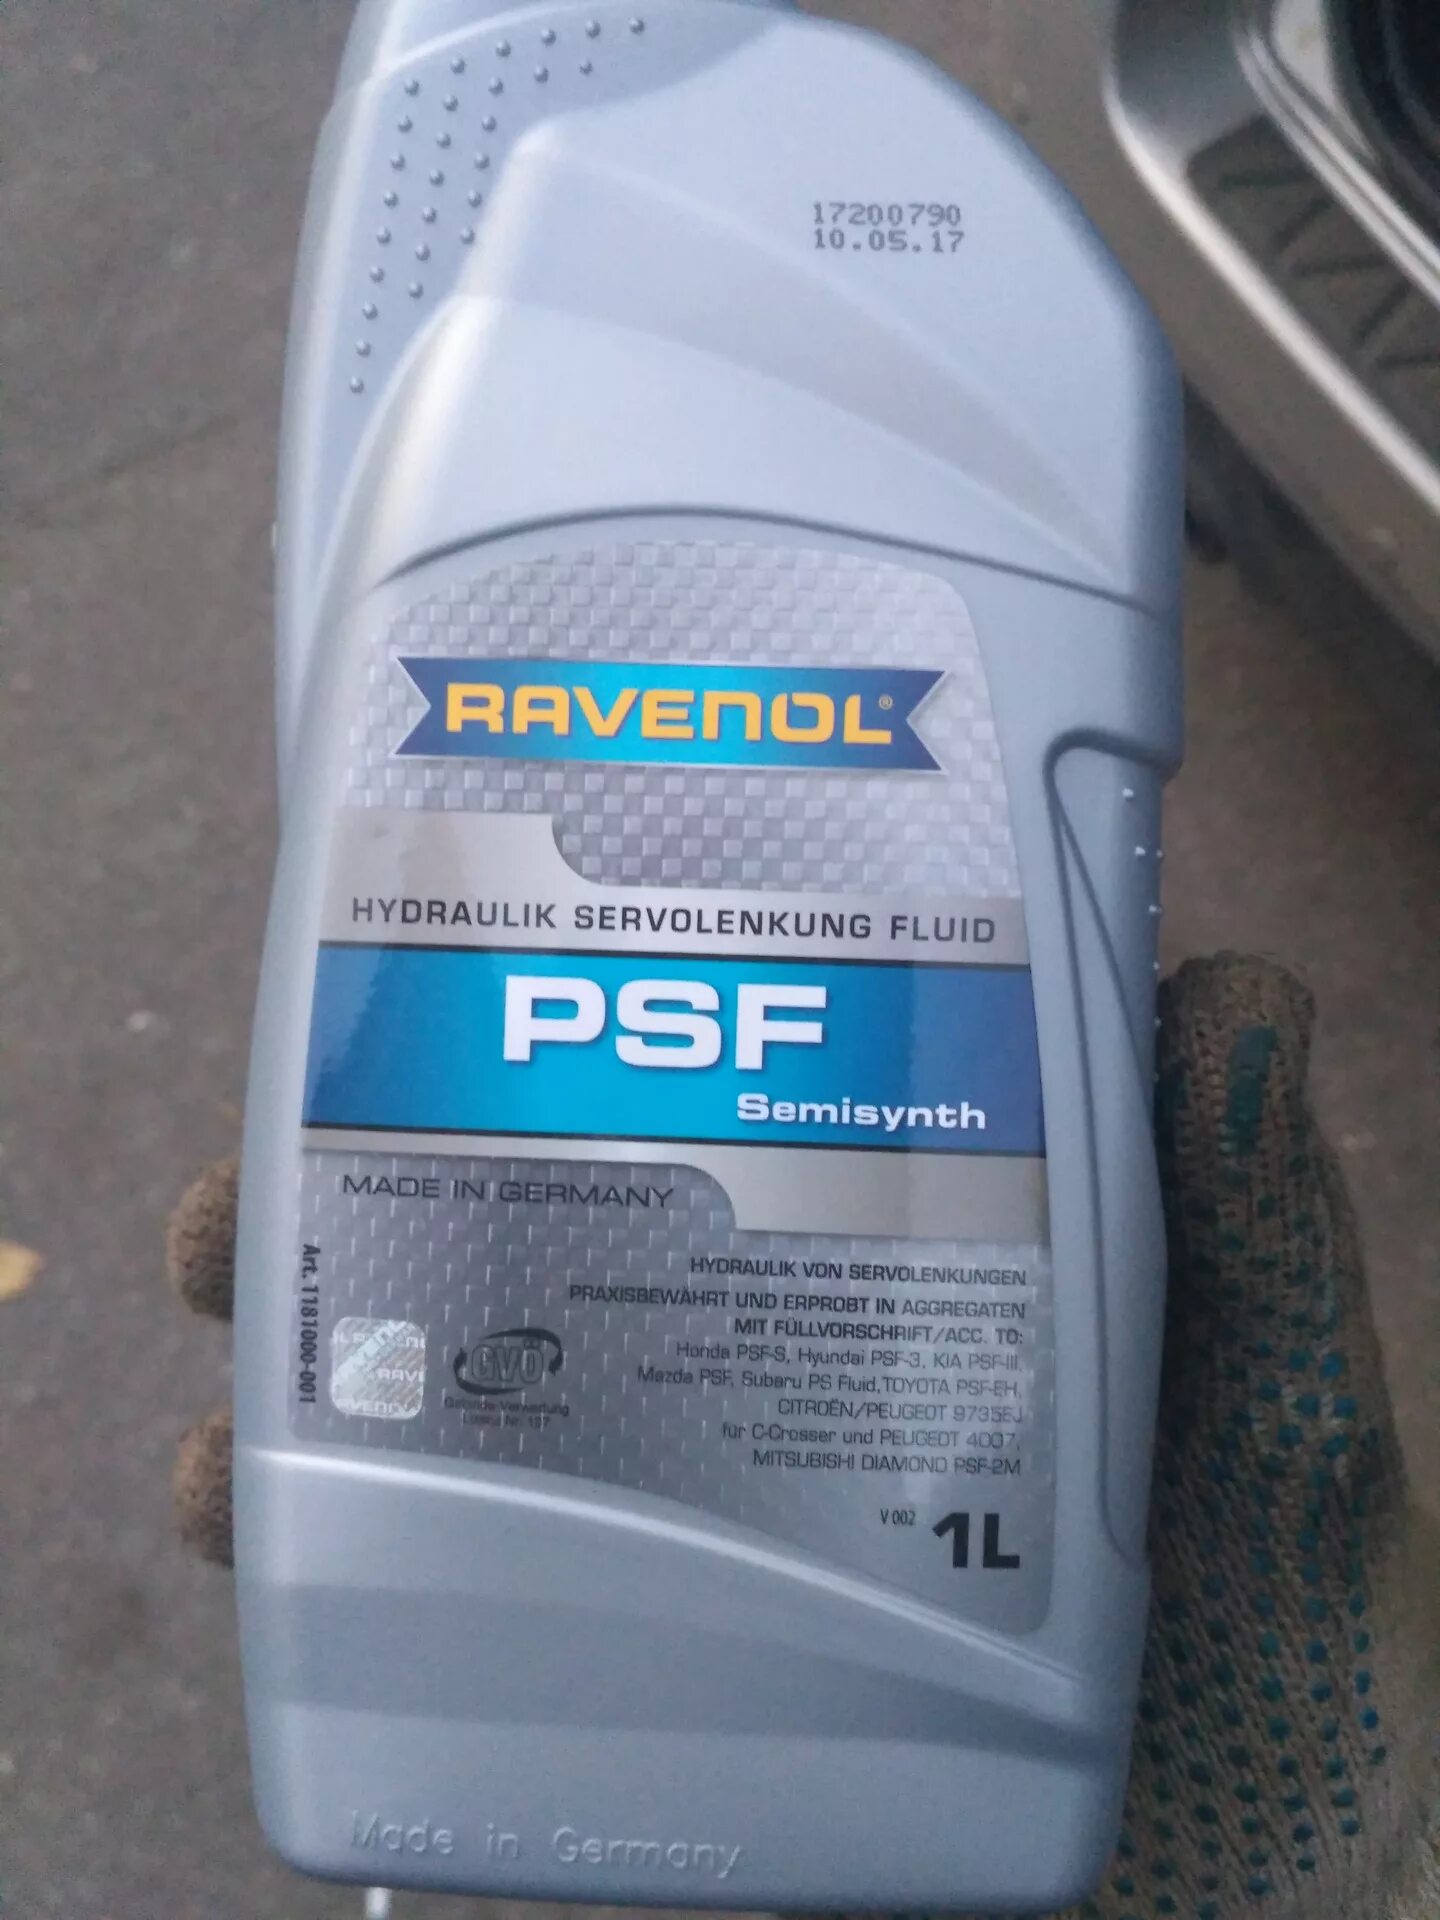 17200790
10.05.17
RAVENOL®
HYDRAULIK SERVOLENKUNG FLUID
PSF
Semisynth
MADE IN GERMANY
HYDRAULIK VON SERVOLENKUNGEN
PRAXISBEWÄHRT UND ERPROBT IN AGGREGATEN
MIT FÜLLVORSCHRIFT/ACC. TO:
Honda PSF-S, Hyundai PSF-3, KIA PSF-III,
Mazda PSF, Subaru PS Fluid, TOYOTA PSF-EH,
CITROËN/PEUGEOT 9735EJ
für C-Crosser und PEUGEOT 4007,
MITSUBISHI DIAMOND PSF-2M
Art. 1181000-001
GVÖ
Gebinde-Verwertung
V 002
1L
Made in Germany